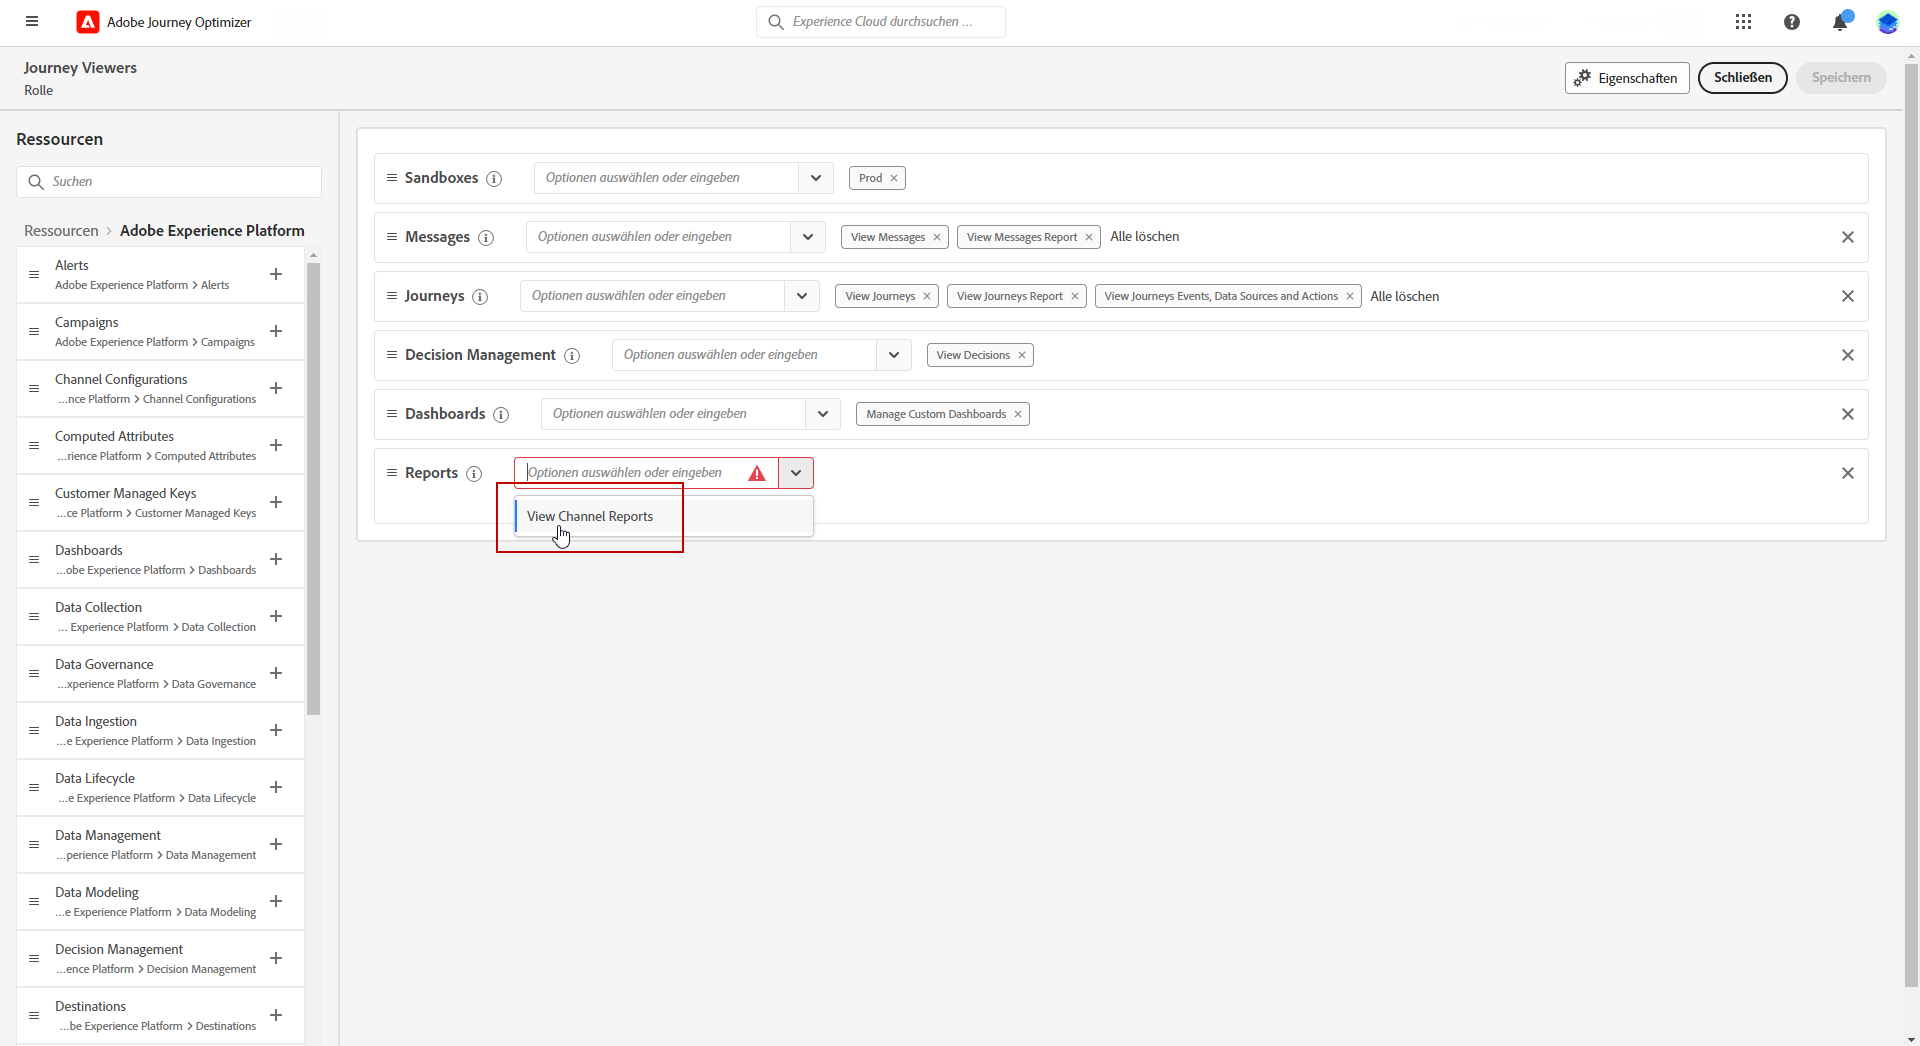 Adobe Journey Optimizer
Experience Cloud durchsuchen ...
Journey Viewers
Rolle
Eigenschaften
Schließen
Speichern
Ressourcen
Suchen
Ressourcen > Adobe Experience Platform
Alerts
Adobe Experience Platform > Alerts
Campaigns
Adobe Experience Platform > Campaigns
Channel Configurations
...nce Platform > Channel Configurations
Computed Attributes
...rience Platform > Computed Attributes
Customer Managed Keys
...ce Platform > Customer Managed Keys
Dashboards
...obe Experience Platform > Dashboards
Data Collection
... Experience Platform > Data Collection
Data Governance
...xperience Platform > Data Governance
Data Ingestion
...e Experience Platform > Data Ingestion
Data Lifecycle
...e Experience Platform > Data Lifecycle
Data Management
...perience Platform > Data Management
Data Modeling
...e Experience Platform > Data Modeling
Decision Management
...ence Platform > Decision Management
Destinations
...be Experience Platform > Destinations
Sandboxes Optionen auswählen oder eingeben Prod
Messages Optionen auswählen oder eingeben View Messages View Messages Report Alle löschen
Journeys Optionen auswählen oder eingeben View Journeys View Journeys Report View Journeys Events, Data Sources and Actions Alle löschen
Decision Management Optionen auswählen oder eingeben View Decisions
Dashboards Optionen auswählen oder eingeben Manage Custom Dashboards
Reports Optionen auswählen oder eingeben
View Channel Reports